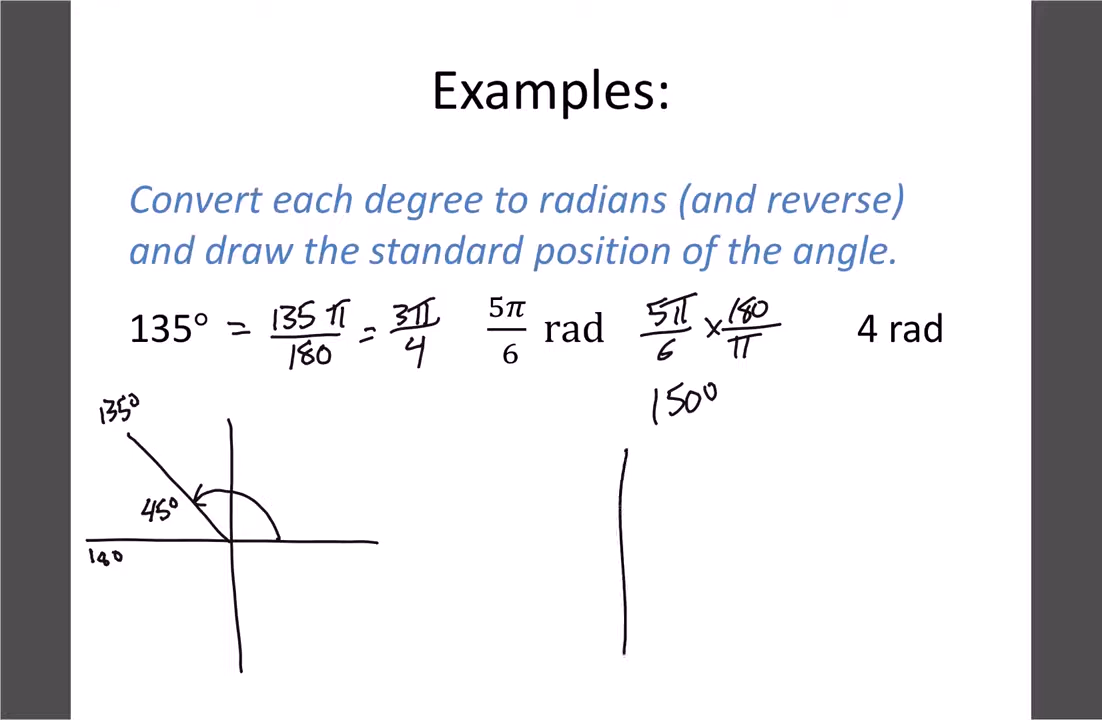 Examples:
Convert each degree to radians (and reverse)
and draw the standard position of the angle.
135° = 135 π / 180 = 3π / 4   5π / 6 rad   5π / 6 × 180 / π   4 rad
150°
135°
45°
180